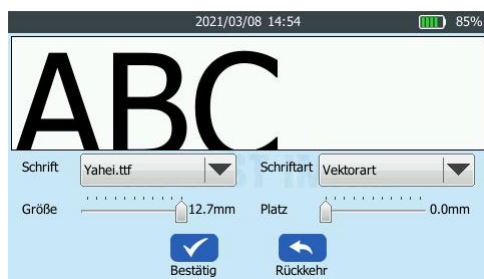 2021/03/08 14:54 85%
ABC
Schrift Yahei.ttf Schriftart Vektorart
Größe 12.7mm Platz 0.0mm
Bestätig Rückkehr